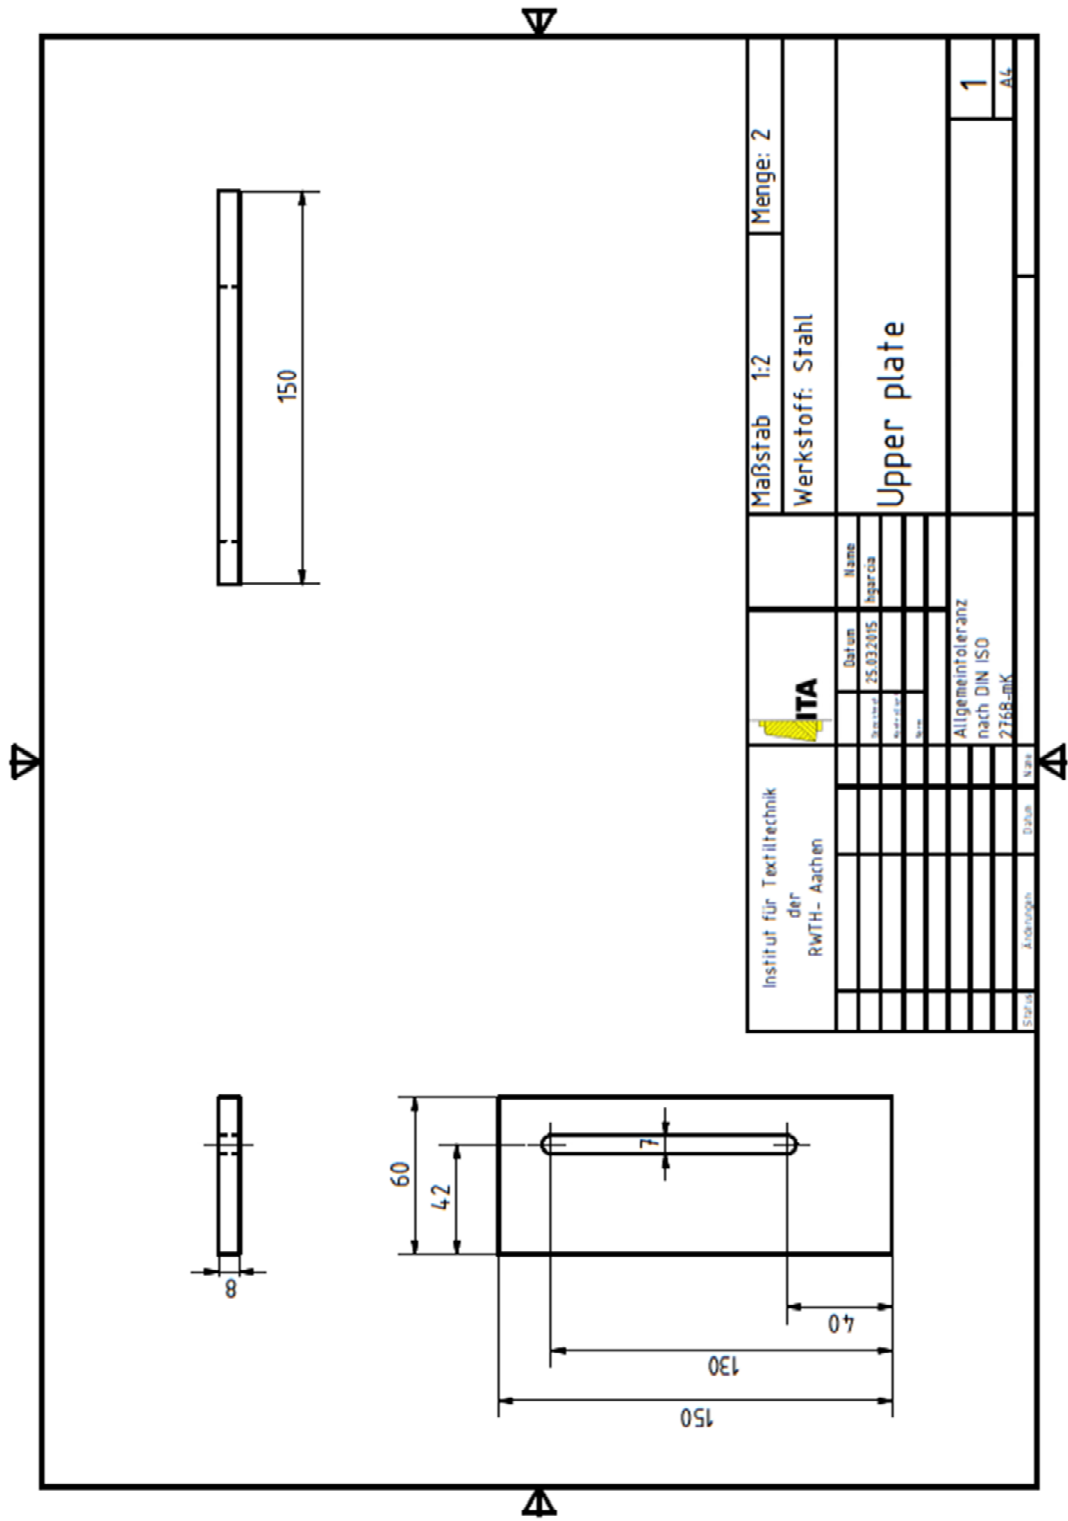 150
8
60
42
7
40
130
150
Maßstab 1:2
Menge: 2
Werkstoff: Stahl
Upper plate
1
A4
Institut für Textiltechnik
der
RWTH- Aachen
ITA
Datum
Name
25.03.2015
hgarcia
Allgemeintoleranz
nach DIN ISO
2768-mK
Status
Änderungen
Datum
Name